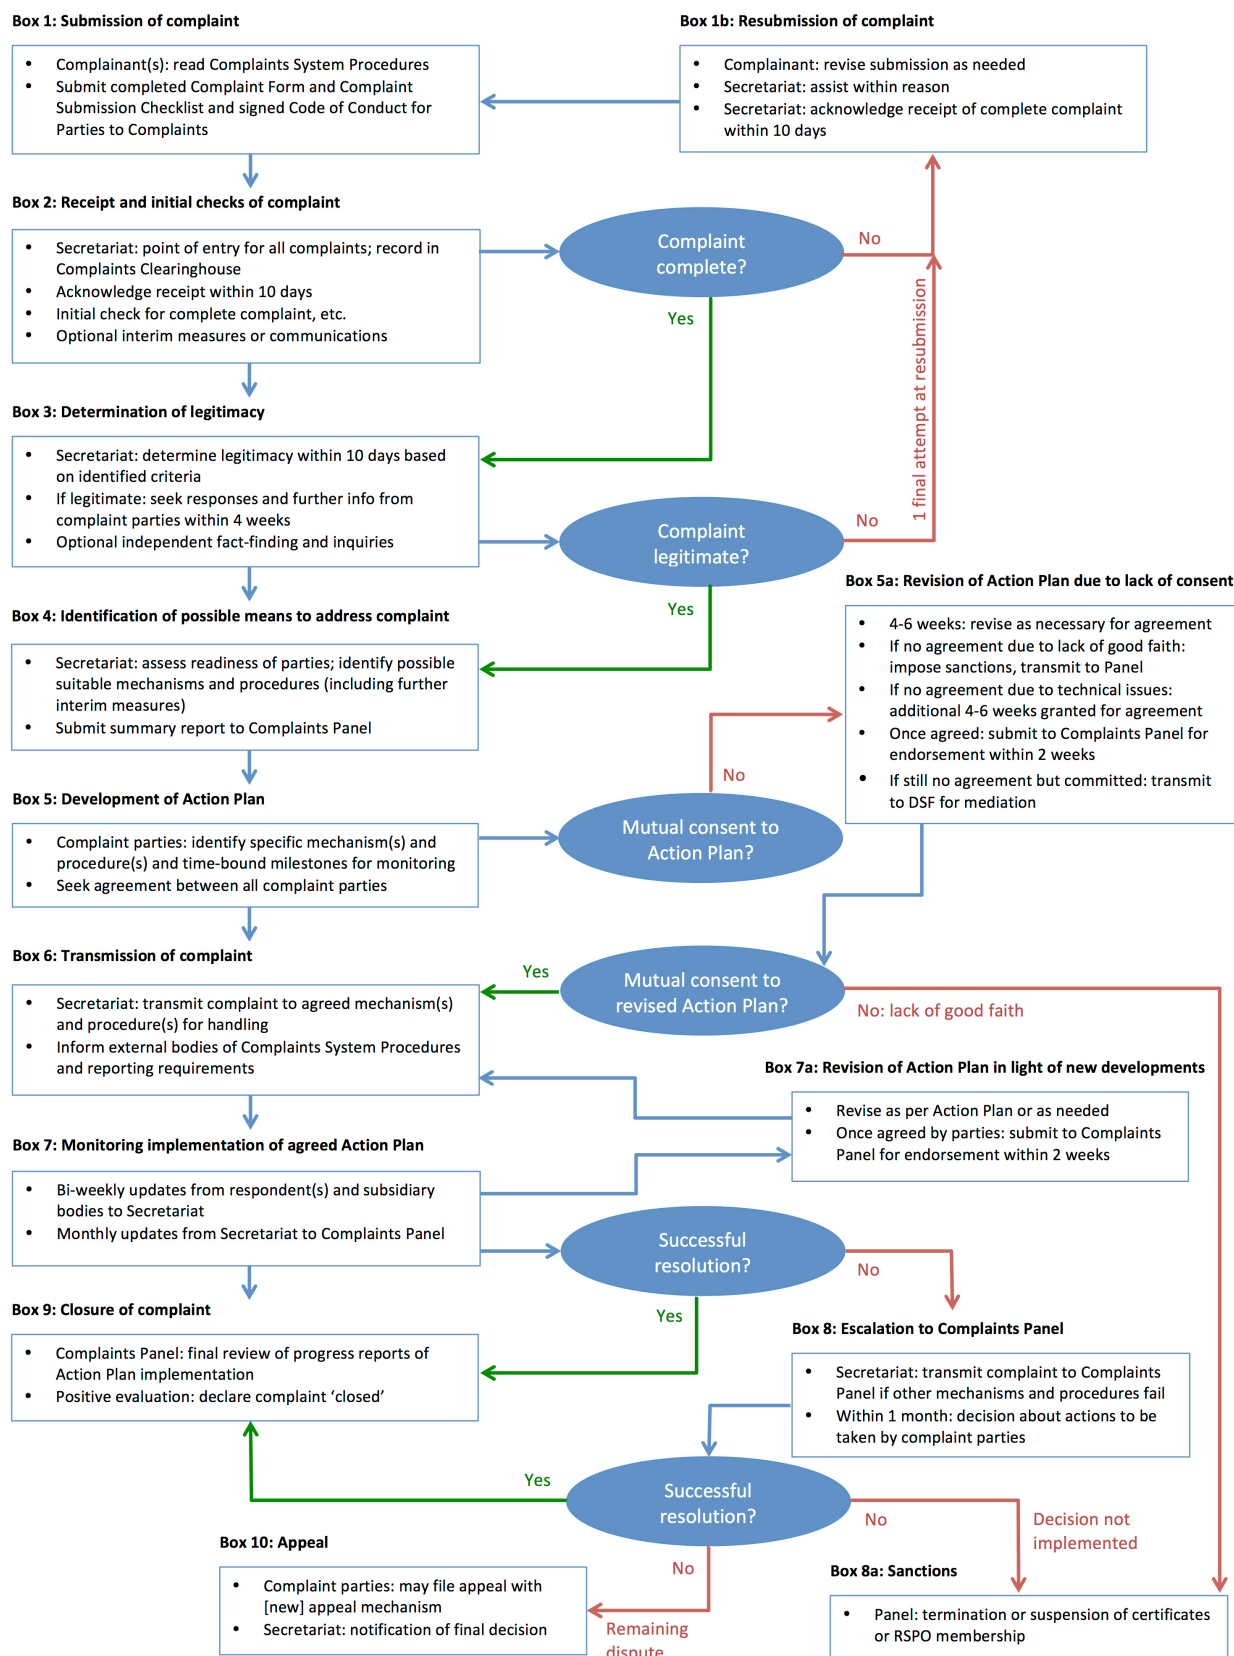 Box 1: Submission of complaint
• Complainant(s): read Complaints System Procedures
• Submit completed Complaint Form and Complaint
Submission Checklist and signed Code of Conduct for
Parties to Complaints
Box 1b: Resubmission of complaint
• Complainant: revise submission as needed
• Secretariat: assist within reason
• Secretariat: acknowledge receipt of complete complaint
within 10 days
Box 2: Receipt and initial checks of complaint
• Secretariat: point of entry for all complaints; record in
Complaints Clearinghouse
• Acknowledge receipt within 10 days
• Initial check for complete complaint, etc.
• Optional interim measures or communications
Complaint
complete?
No
Yes
1 final attempt at resubmission
Box 3: Determination of legitimacy
• Secretariat: determine legitimacy within 10 days based
on identified criteria
• If legitimate: seek responses and further info from
complaint parties within 4 weeks
• Optional independent fact-finding and inquiries
Complaint
legitimate?
No
Yes
Box 4: Identification of possible means to address complaint
• Secretariat: assess readiness of parties; identify possible
suitable mechanisms and procedures (including further
interim measures)
• Submit summary report to Complaints Panel
Box 5a: Revision of Action Plan due to lack of consent
• 4-6 weeks: revise as necessary for agreement
• If no agreement due to lack of good faith:
impose sanctions, transmit to Panel
• If no agreement due to technical issues:
additional 4-6 weeks granted for agreement
• Once agreed: submit to Complaints Panel for
endorsement within 2 weeks
• If still no agreement but committed: transmit
to DSF for mediation
No
Box 5: Development of Action Plan
• Complaint parties: identify specific mechanism(s) and
procedure(s) and time-bound milestones for monitoring
• Seek agreement between all complaint parties
Mutual consent to
Action Plan?
Box 6: Transmission of complaint
• Secretariat: transmit complaint to agreed mechanism(s)
and procedure(s) for handling
• Inform external bodies of Complaints System Procedures
and reporting requirements
Yes
Mutual consent to
revised Action Plan?
No: lack of good faith
Box 7a: Revision of Action Plan in light of new developments
• Revise as per Action Plan or as needed
• Once agreed by parties: submit to Complaints
Panel for endorsement within 2 weeks
Box 7: Monitoring implementation of agreed Action Plan
• Bi-weekly updates from respondent(s) and subsidiary
bodies to Secretariat
• Monthly updates from Secretariat to Complaints Panel
Successful
resolution?
No
Yes
Box 9: Closure of complaint
• Complaints Panel: final review of progress reports of
Action Plan implementation
• Positive evaluation: declare complaint ‘closed’
Box 8: Escalation to Complaints Panel
• Secretariat: transmit complaint to Complaints
Panel if other mechanisms and procedures fail
• Within 1 month: decision about actions to be
taken by complaint parties
Yes
Successful
resolution?
No
Decision not
implemented
No
Remaining
dispute
Box 10: Appeal
• Complaint parties: may file appeal with
[new] appeal mechanism
• Secretariat: notification of final decision
Box 8a: Sanctions
• Panel: termination or suspension of certificates
or RSPO membership